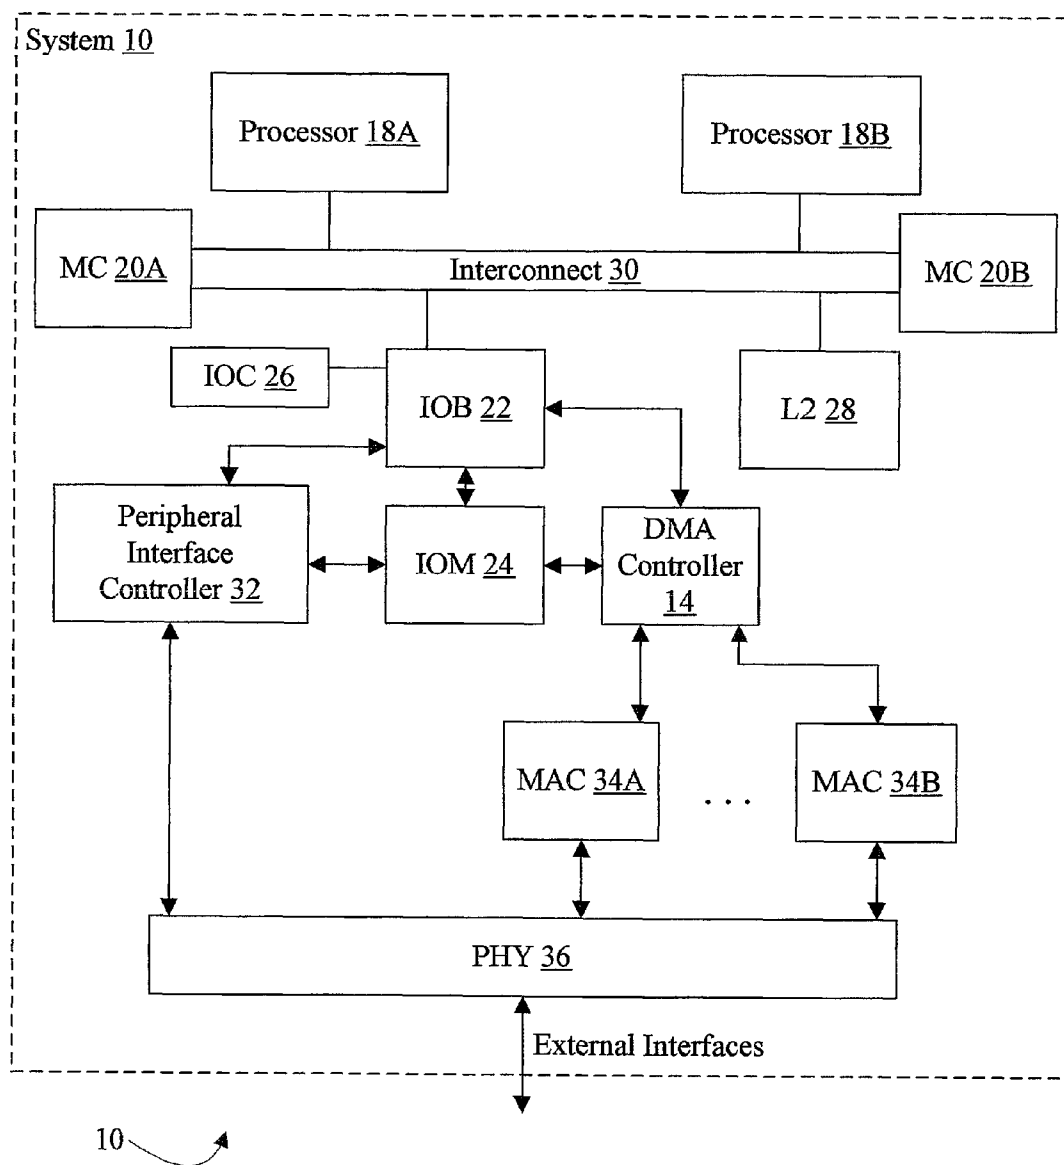 System 10
Processor 18A
Processor 18B
MC 20A
Interconnect 30
MC 20B
IOC 26
IOB 22
L2 28
Peripheral
Interface
Controller 32
IOM 24
DMA
Controller
14
MAC 34A
. . .
MAC 34B
PHY 36
External Interfaces
10